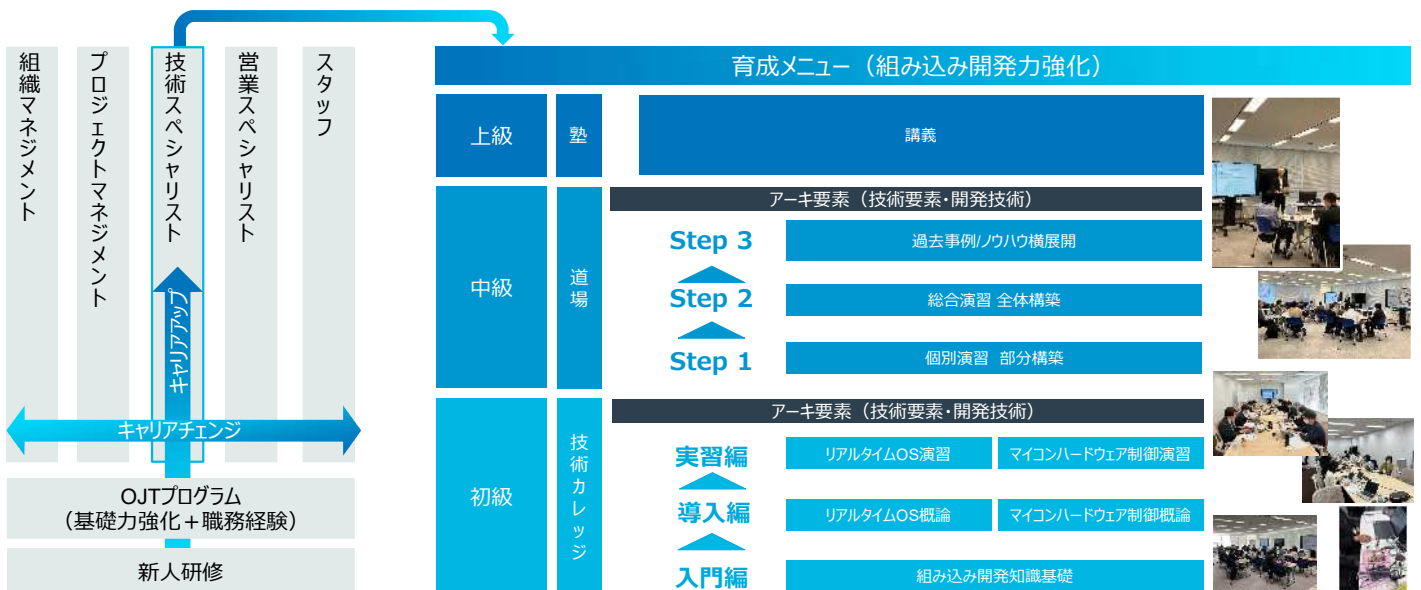 組織マネジメント
プロジェクトマネジメント
技術スペシャリスト
営業スペシャリスト
スタッフ
キャリアアップ
キャリアチェンジ
OJTプログラム
（基礎力強化＋職務経験）
新人研修
育成メニュー（組み込み開発力強化）
上級
塾
講義
中級
道場
アーキ要素（技術要素・開発技術）
Step 3
過去事例/ノウハウ横展開
Step 2
総合演習 全体構築
Step 1
個別演習 部分構築
初級
技術カレッジ
アーキ要素（技術要素・開発技術）
実習編
リアルタイムOS演習
マイコンハードウェア制御演習
導入編
リアルタイムOS概論
マイコンハードウェア制御概論
入門編
組み込み開発知識基礎